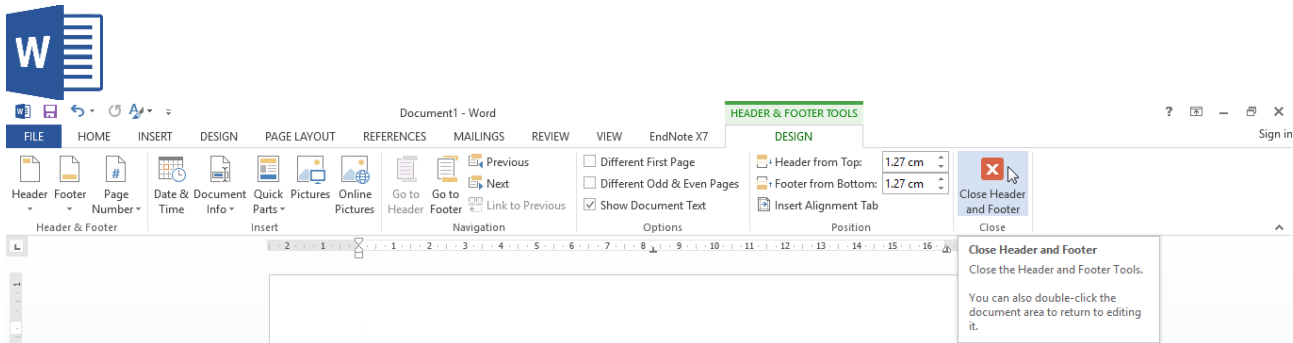 W
Document1 - Word
HEADER & FOOTER TOOLS
?
FILE HOME INSERT DESIGN PAGE LAYOUT REFERENCES MAILINGS REVIEW VIEW EndNote X7 DESIGN Sign in
Header Footer Page Number
Header & Footer
Date & Time Document Info Quick Parts Pictures Online Pictures
Insert
Go to Header Go to Footer
Previous
Next
Link to Previous
Navigation
Different First Page
Different Odd & Even Pages
Show Document Text
Options
Header from Top: 1.27 cm
Footer from Bottom: 1.27 cm
Insert Alignment Tab
Position
Close Header
and Footer
Close
2 1 1 2 3 4 5 6 7 8 9 10 11 12 13 14 15 16
1
Close Header and Footer
Close the Header and Footer Tools.
You can also double-click the
document area to return to editing
it.